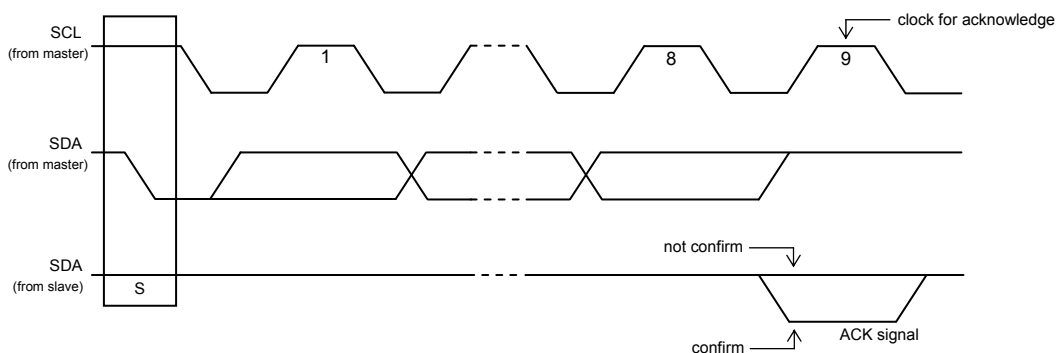 clock for acknowledge
SCL
(from master)
1
8
9
SDA
(from master)
not confirm
SDA
(from slave)
S
ACK signal
confirm